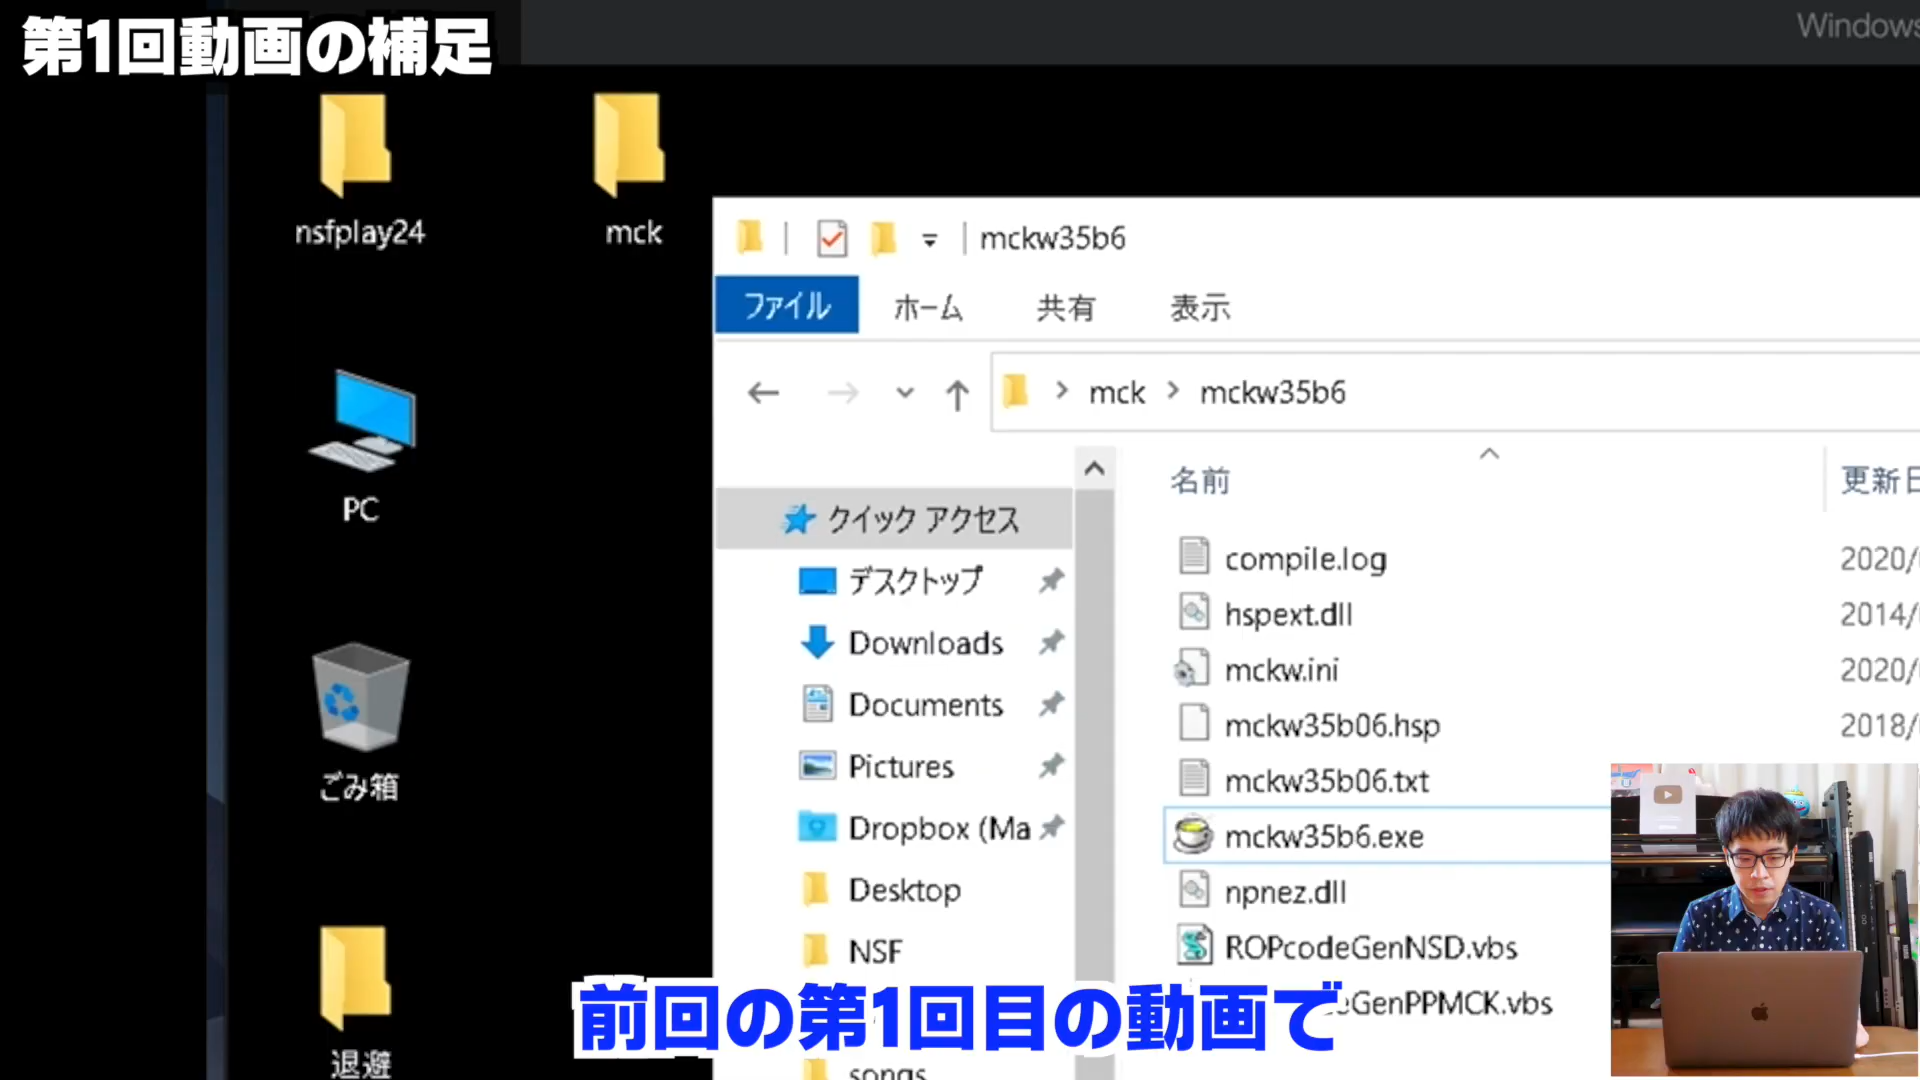 第1回動画の補足
Windows
nsfplay24
mck
mckw35b6
ファイル
ホーム
共有
表示
mck
mckw35b6
PC
名前
更新日
クイック アクセス
デスクトップ
Downloads
Documents
Pictures
Dropbox (Ma
Desktop
NSF
songs
compile.log
2020/
hspext.dll
2014/
mckw.ini
2020/
mckw35b06.hsp
2018/
mckw35b06.txt
mckw35b6.exe
npnez.dll
ROPcodeGenNSD.vbs
eGenPPMCK.vbs
ごみ箱
退避
前回の第1回目の動画で